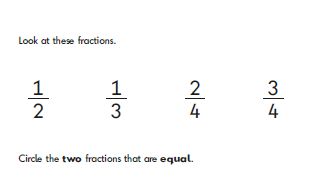 Look at these fractions.
1/2 1/3 2/4 3/4
Circle the two fractions that are equal.